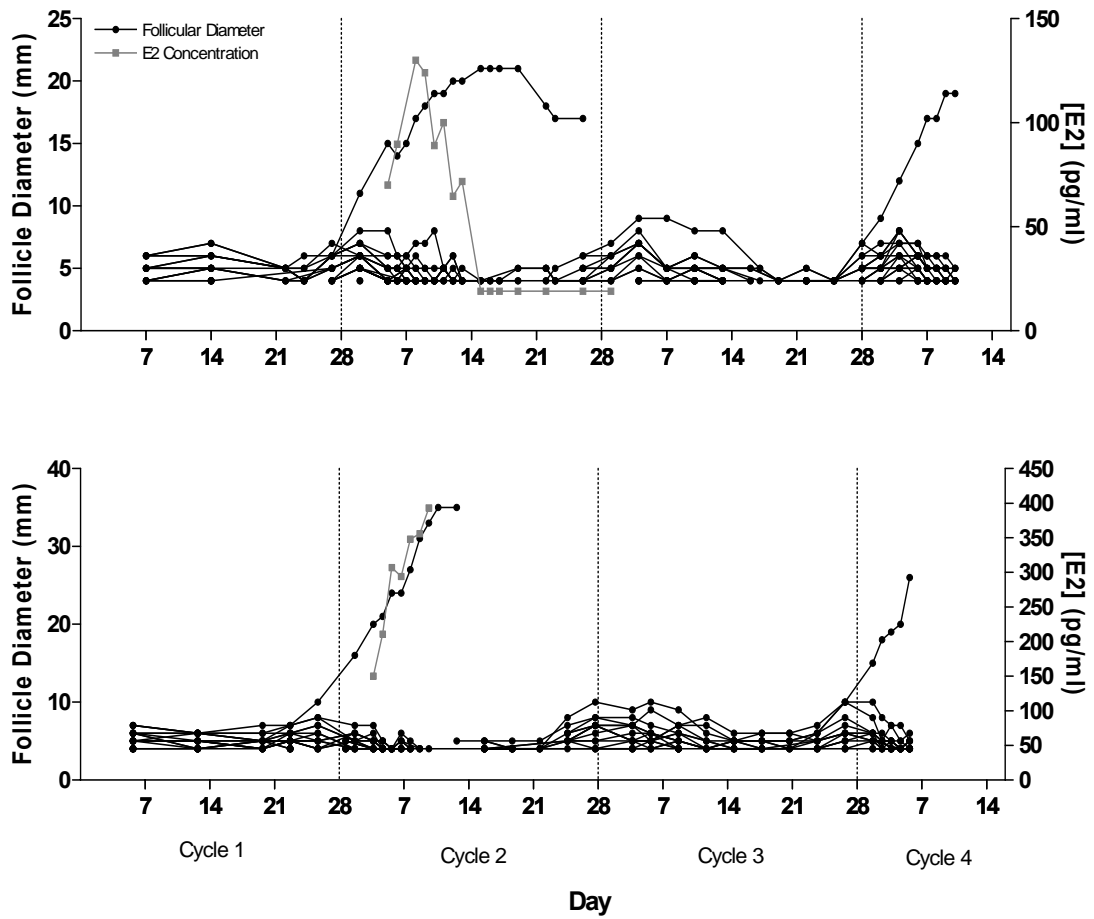 Follicular Diameter
E2 Concentration
Follicle Diameter (mm)
25
20
15
10
5
0
150
100
50
0
[E2] (pg/ml)
7 14 21 28 7 14 21 28 7 14 21 28 7 14
Follicle Diameter (mm)
40
30
20
10
0
450
400
350
300
250
200
150
100
50
0
[E2] (pg/ml)
7 14 21 28 7 14 21 28 7 14 21 28 7 14
Cycle 1 Cycle 2 Cycle 3 Cycle 4
Day